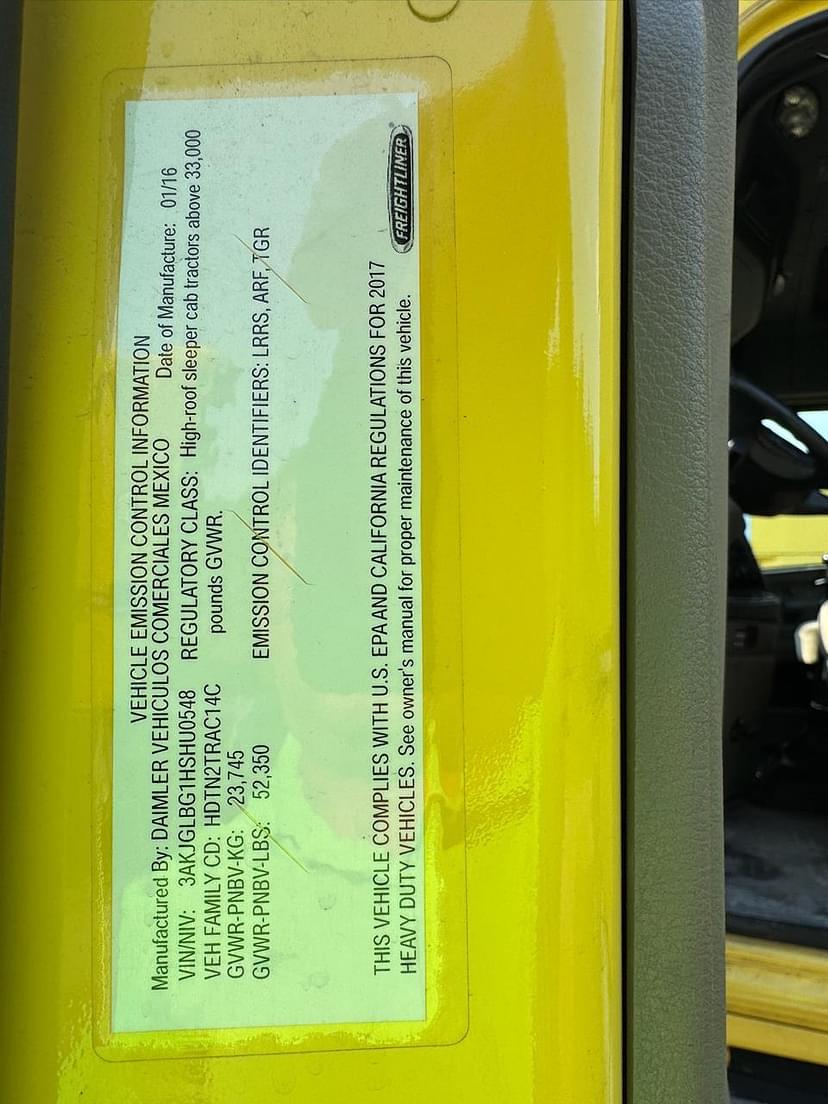 VEHICLE EMISSION CONTROL INFORMATION
Manufactured By: DAIMLER VEHICULOS COMERCIALES MEXICO Date of Manufacture: 01/16
VIN/NIV: 3AKJGLBG1HSHU0548 REGULATORY CLASS: High-roof sleeper cab tractors above 33,000
VEH FAMILY CD: HDTN2TRAC14C pounds GVWR.
GVWR-PNBV-KG: 23,745
GVWR-PNBV-LBS: 52,350 EMISSION CONTROL IDENTIFIERS: LRRS, ARF, TGR
THIS VEHICLE COMPLIES WITH U.S. EPA AND CALIFORNIA REGULATIONS FOR 2017
HEAVY DUTY VEHICLES. See owner's manual for proper maintenance of this vehicle.
FREIGHTLINER